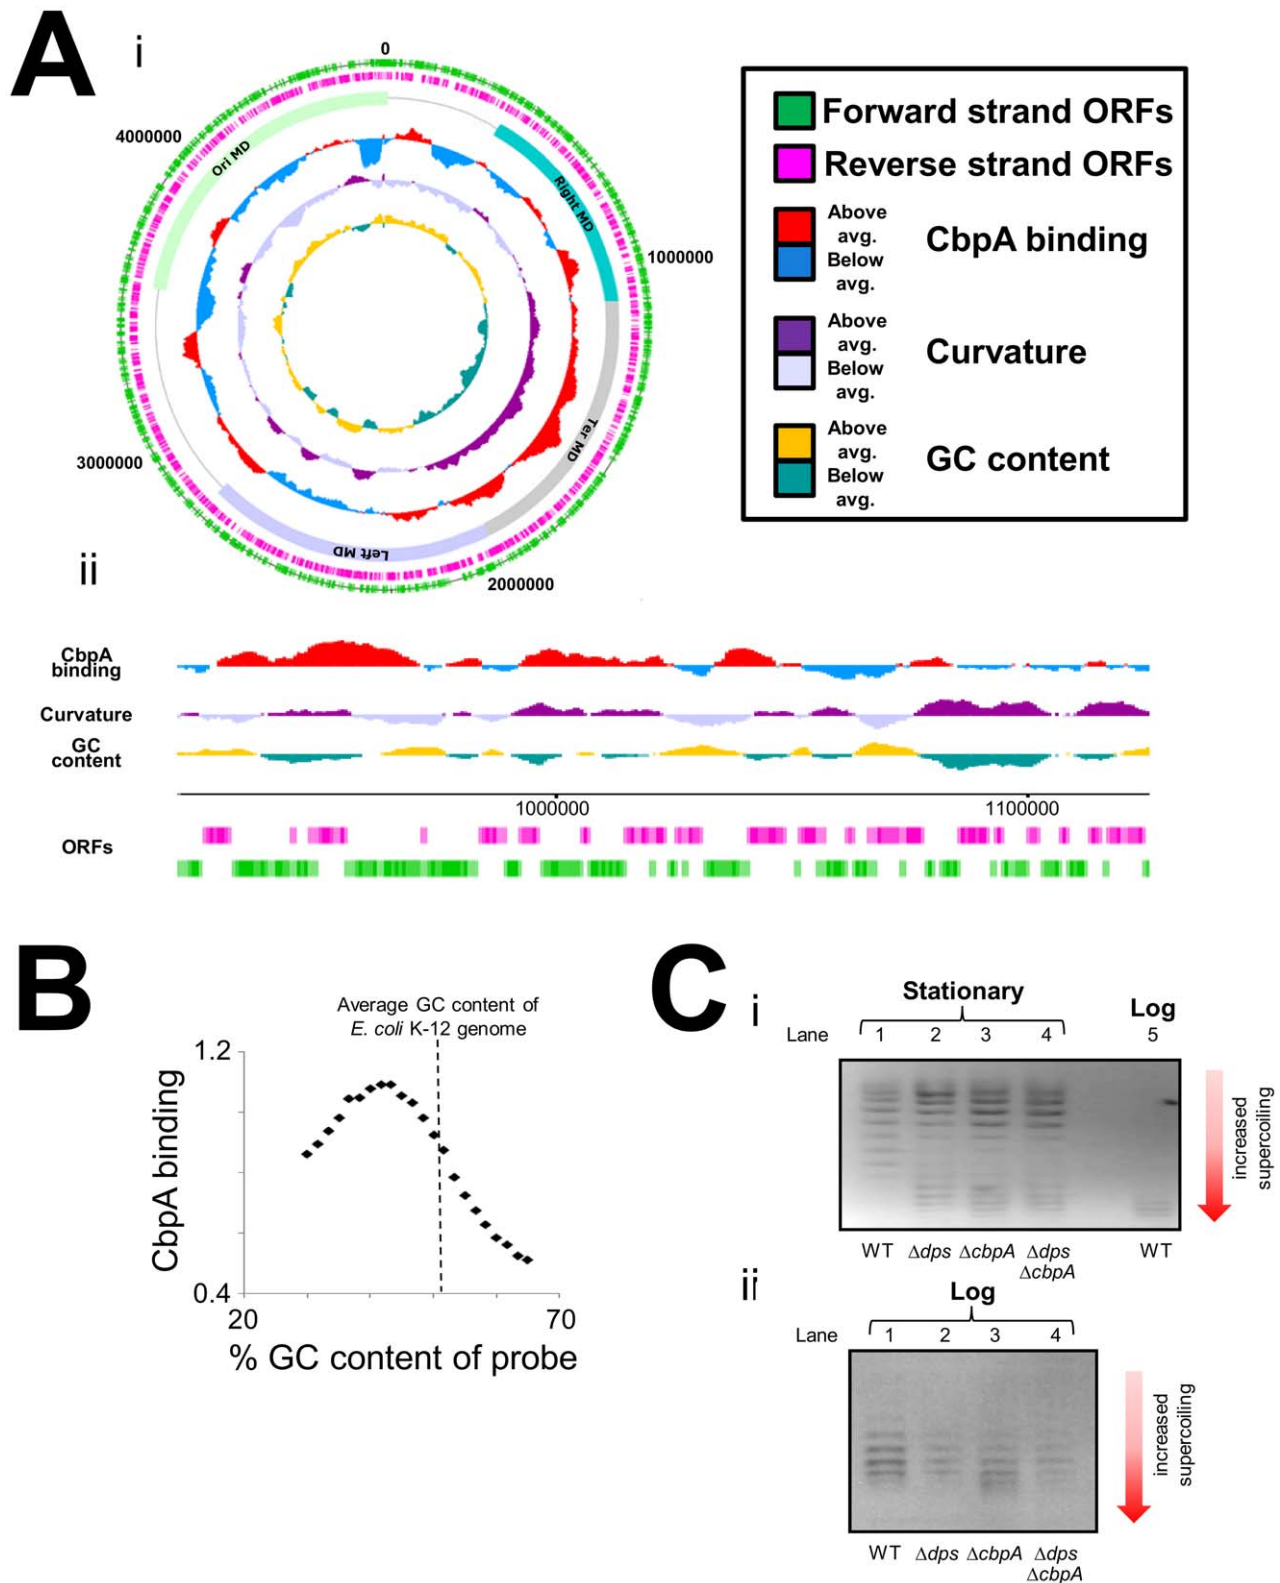 A
i
0
4000000
Ori MD
Right MD
1000000
Ter MD
3000000
Left MD
2000000
Forward strand ORFs
Reverse strand ORFs
Above
avg.
Below
avg.
CbpA binding
Above
avg.
Below
avg.
Curvature
Above
avg.
Below
avg.
GC content
ii
CbpA
binding
Curvature
GC
content
1000000
1100000
ORFs
B
Average GC content of
E. coli K-12 genome
1.2
CbpA binding
0.4
20
70
% GC content of probe
C
i
Stationary
Log
Lane 1 2 3 4 5
increased
supercoiling
WT Δdps ΔcbpA Δdps WT
ΔcbpA
ii
Log
Lane 1 2 3 4
increased
supercoiling
WT Δdps ΔcbpA Δdps
ΔcbpA